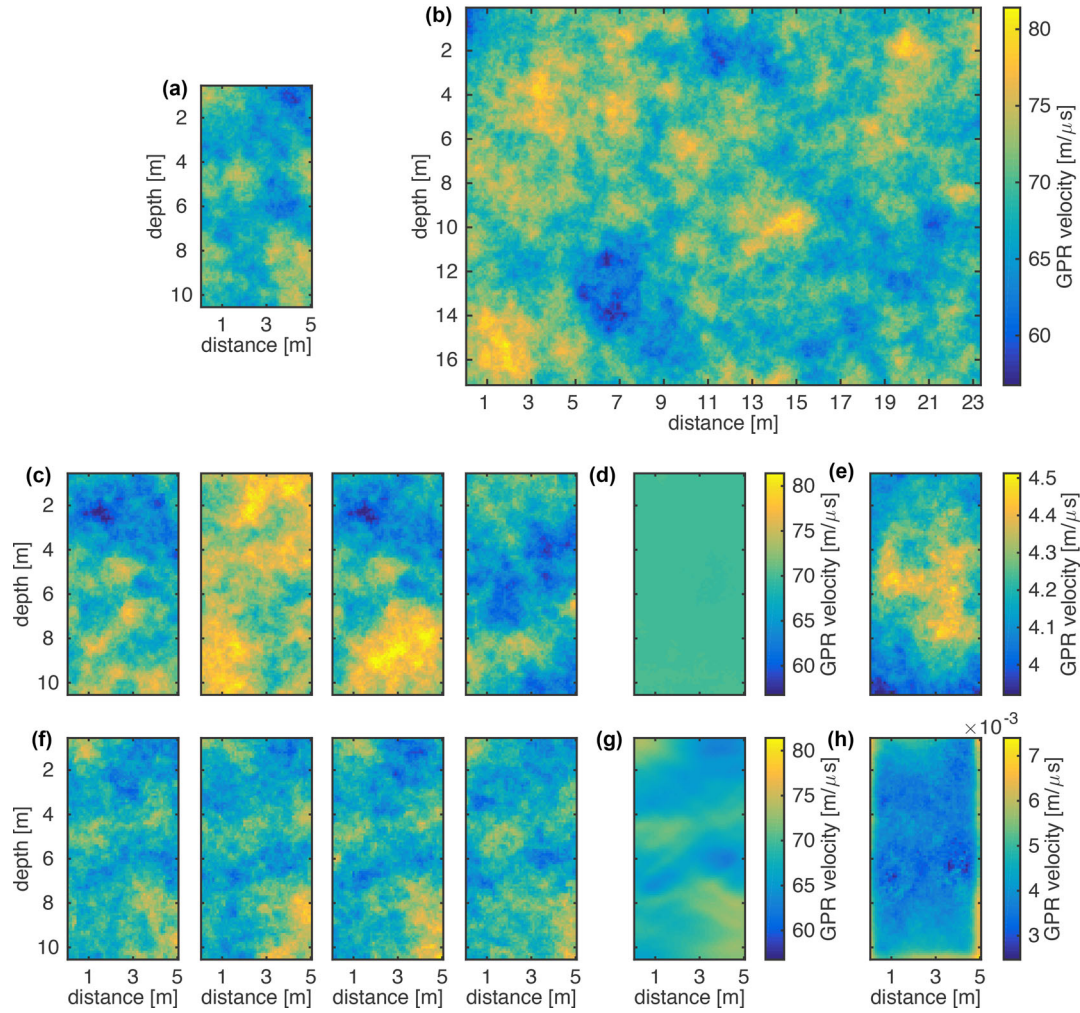 (a)
2
4
6
8
10
depth [m]
1 3 5
distance [m]
(b)
2
4
6
8
10
12
14
16
depth [m]
1 3 5 7 9 11 13 15 17 19 21 23
distance [m]
80
75
70
65
60
GPR velocity [m/μs]
(c)
2
4
6
8
10
depth [m]
1 3 5
1 3 5
(d)
80
75
70
65
60
GPR velocity [m/μs]
(e)
4.5
4.4
4.3
4.2
4.1
4
GPR velocity [m/μs]
(f)
2
4
6
8
10
depth [m]
1 3 5
distance [m]
1 3 5
distance [m]
1 3 5
distance [m]
1 3 5
distance [m]
(g)
1 3 5
distance [m]
80
75
70
65
60
GPR velocity [m/μs]
(h)
×10⁻³
1 3 5
distance [m]
7
6
5
4
3
GPR velocity [m/μs]